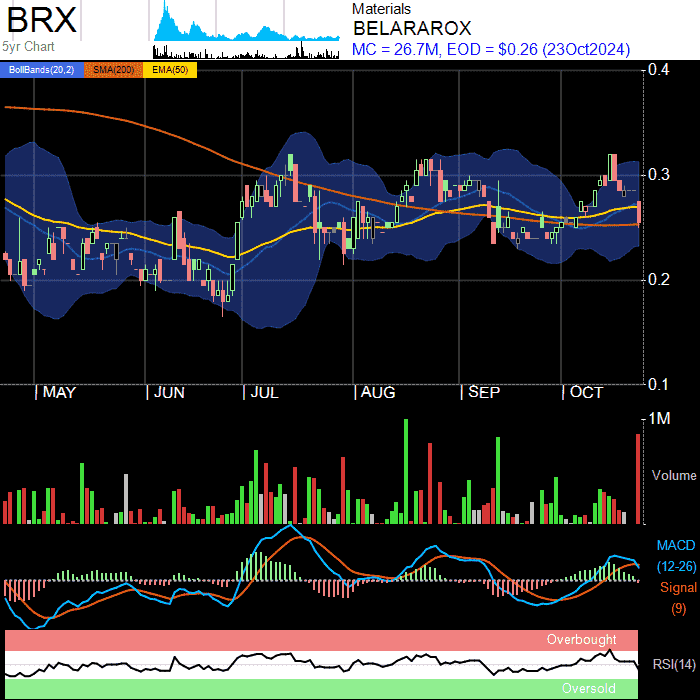 BRX
5yr Chart
Materials
BELARAROX
MC = 26.7M, EOD = $0.26 (23Oct2024)
BollBands(20,2) SMA(200) EMA(50)
0.4
0.3
0.2
0.1
MAY JUN JUL AUG SEP OCT
1M
Volume
MACD
(12-26)
Signal
(9)
Overbought
RSI(14)
Oversold